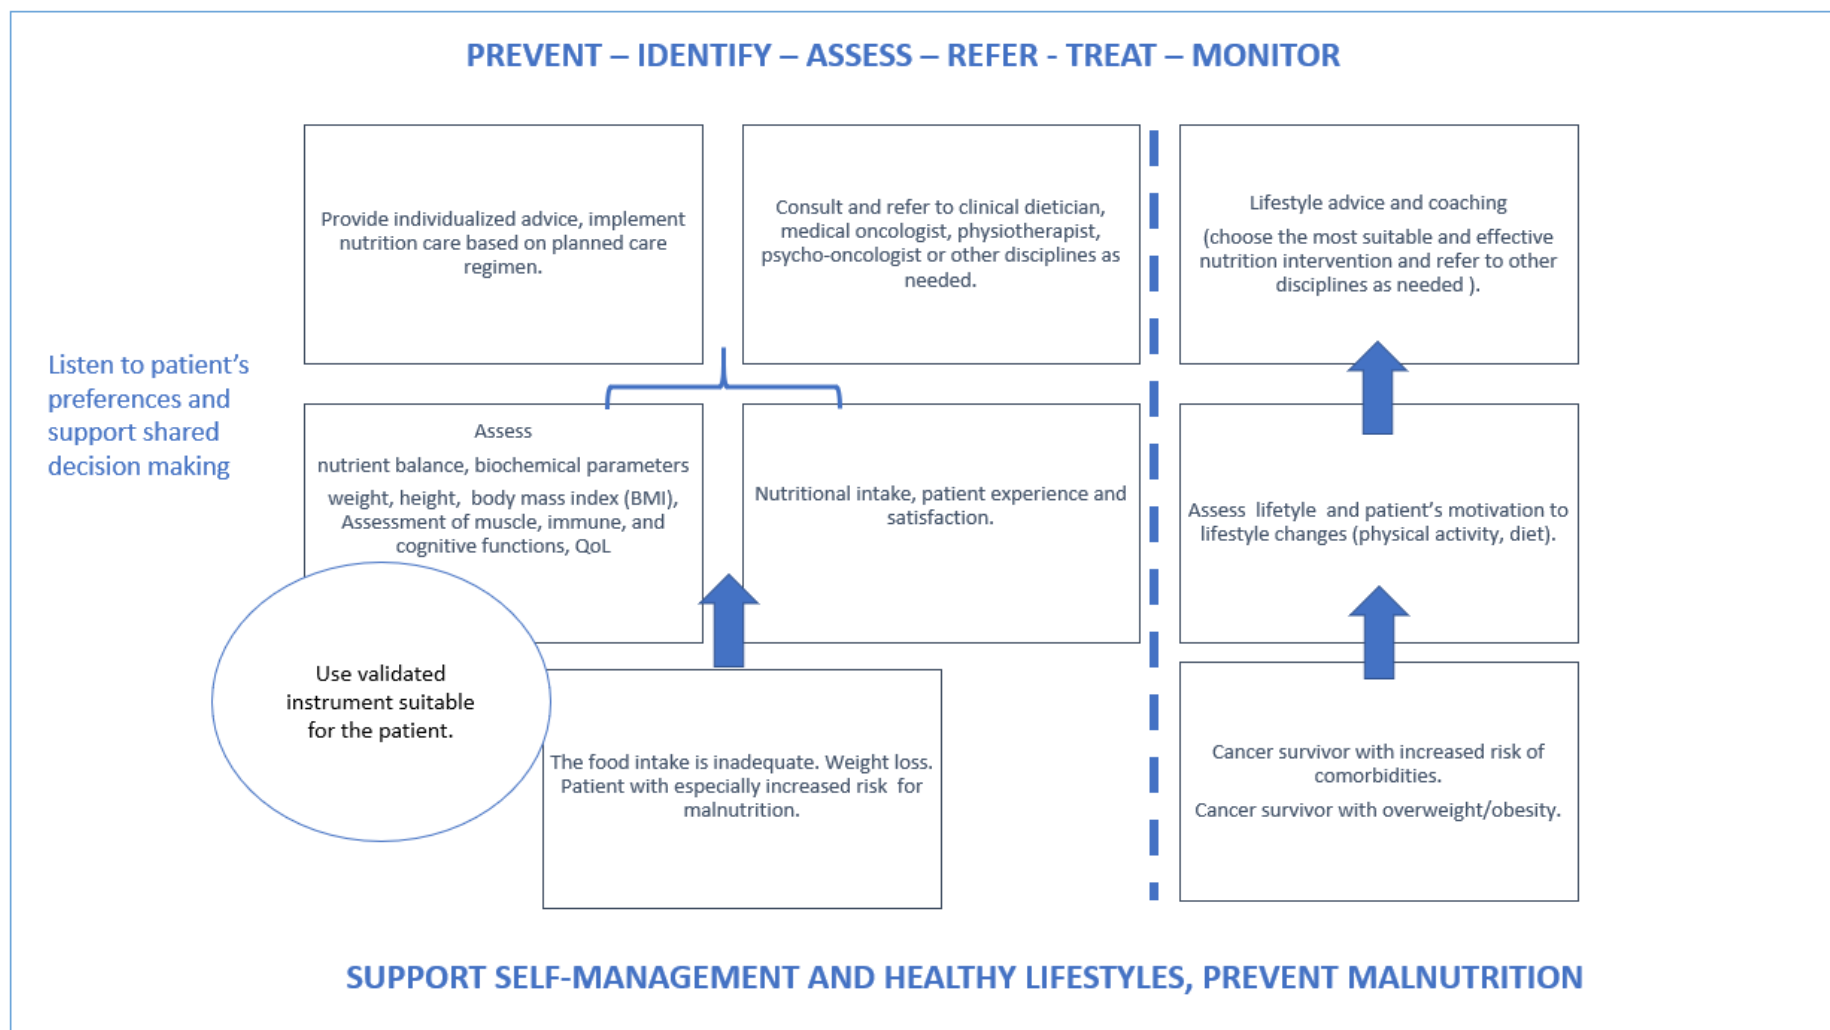 PREVENT – IDENTIFY – ASSESS – REFER - TREAT – MONITOR
Provide individualized advice, implement
nutrition care based on planned care
regimen.
Consult and refer to clinical dietician,
medical oncologist, physiotherapist,
psycho-oncologist or other disciplines as
needed.
Lifestyle advice and coaching
(choose the most suitable and effective
nutrition intervention and refer to other
disciplines as needed ).
Listen to patient’s
preferences and
support shared
decision making
Assess
nutrient balance, biochemical parameters
weight, height,  body mass index (BMI),
Assessment of muscle, immune, and
cognitive functions, QoL
Nutritional intake, patient experience and
satisfaction.
Assess  lifetyle  and patient’s motivation to
lifestyle changes (physical activity, diet).
Use validated
instrument suitable
for the patient.
The food intake is inadequate. Weight loss.
Patient with especially increased risk  for
malnutrition.
Cancer survivor with increased risk of
comorbidities.
Cancer survivor with overweight/obesity.
SUPPORT SELF-MANAGEMENT AND HEALTHY LIFESTYLES, PREVENT MALNUTRITION